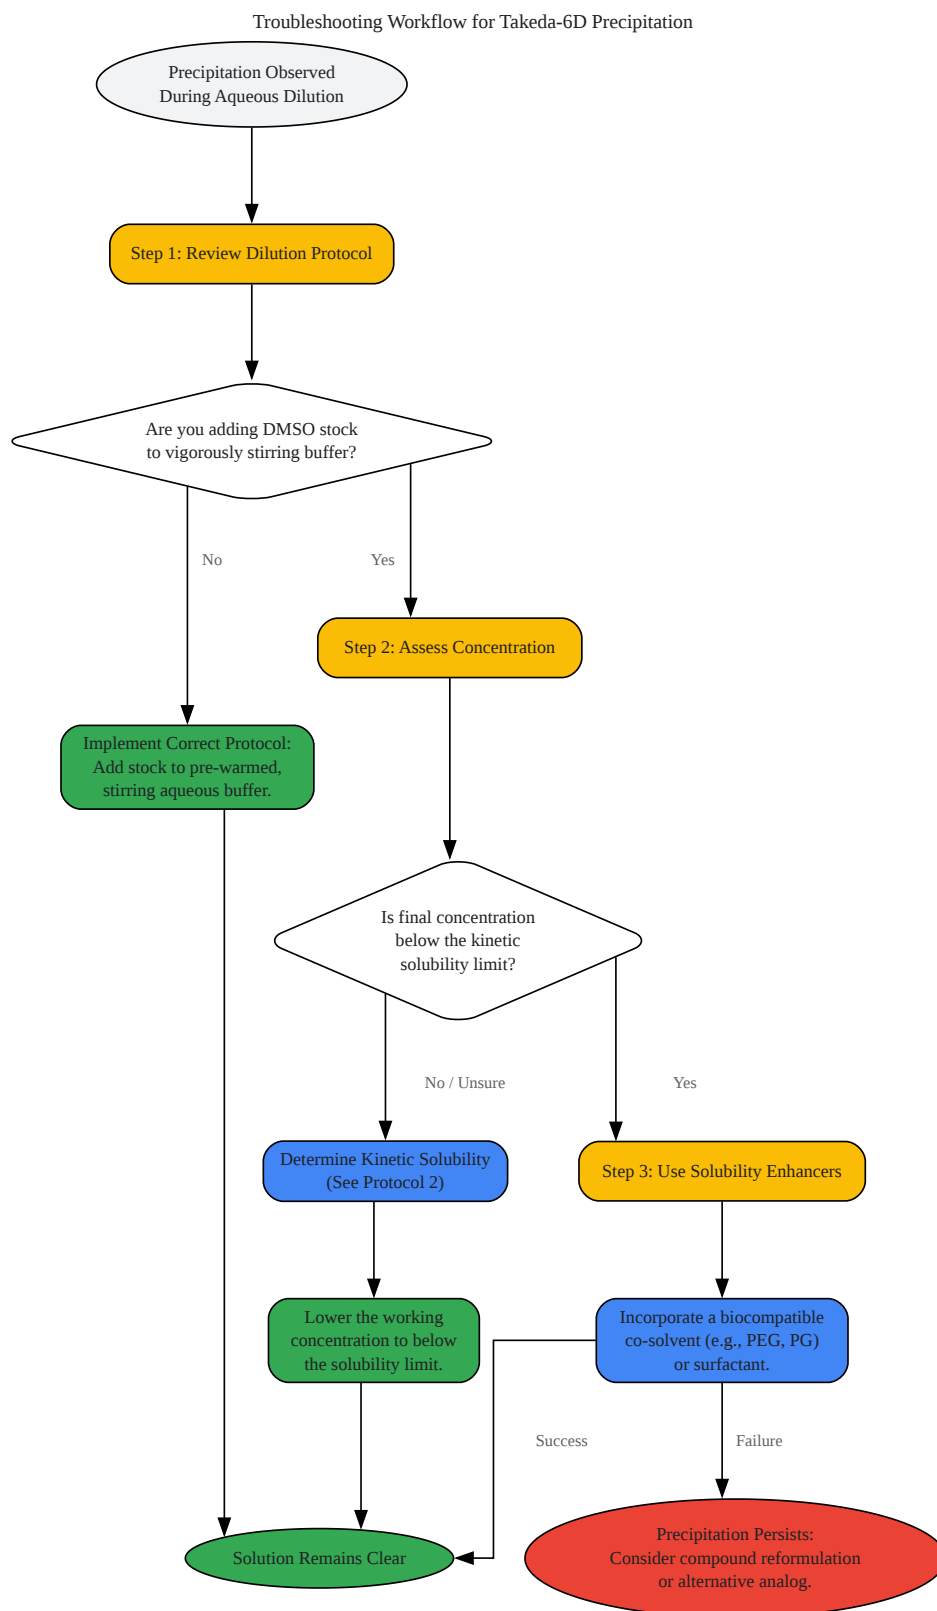 Troubleshooting Workflow for Takeda-6D Precipitation
Precipitation Observed
During Aqueous Dilution
Step 1: Review Dilution Protocol
Are you adding DMSO stock
to vigorously stirring buffer?
No
Yes
Step 2: Assess Concentration
Implement Correct Protocol:
Add stock to pre-warmed,
stirring aqueous buffer.
Is final concentration
below the kinetic
solubility limit?
No / Unsure
Yes
Determine Kinetic Solubility
(See Protocol 2)
Step 3: Use Solubility Enhancers
Lower the working
concentration to below
the solubility limit.
Incorporate a biocompatible
co-solvent (e.g., PEG, PG)
or surfactant.
Success
Failure
Solution Remains Clear
Precipitation Persists:
Consider compound reformulation
or alternative analog.